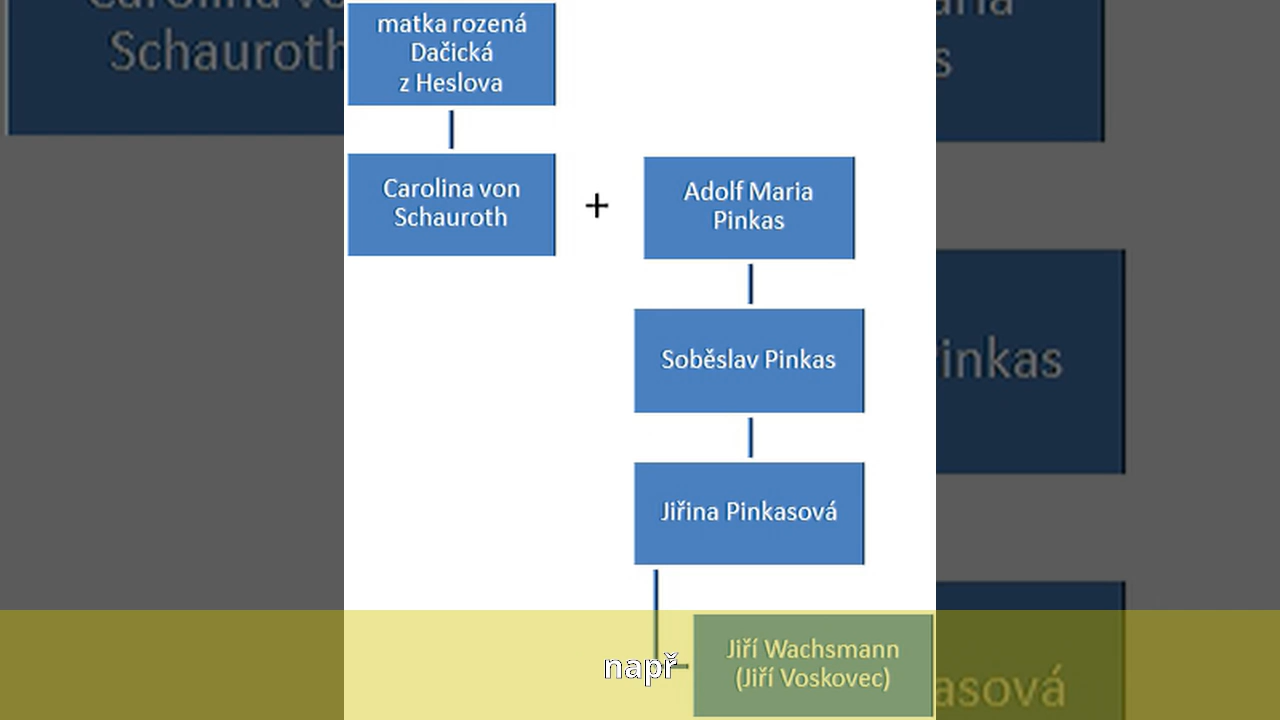 matka rozená
Dačická
z Heslova
Carolina von
Schauroth
+
Adolf Maria
Pinkas
Soběslav Pinkas
Jiřina Pinkasová
Jiří Wachsmann
(Jiří Voskovec)
např
Schauroth